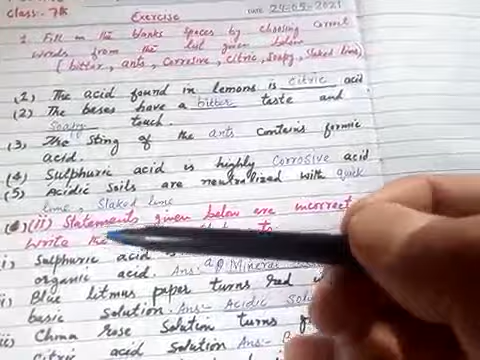 Class:- 7th
Exercise
DATE 24-05-2021
1. Fill in the blanks spaces by choosing correct
words from the list given below
( bitter, ants, Corrosive, citric, Soapy, slaked lime)
(1) The acid found in lemons is citric acid
(2) The bases have a bitter taste and
Soapy touch.
(3) The sting of the ants contains formic
acid.
(4) Sulphuric acid is highly Corrosive acid
(5) Acidic Soils are neutralized with quick
lime, Slaked lime
(ii) Statements given below are incorrect
Write the
i) Sulphuric acid is
organic acid. Ans:- Mineral
ii) Blue litmus paper turns red
basic solution. Ans:- Acidic
iii) China rose Solution turns
Citric acid solution Ans:-